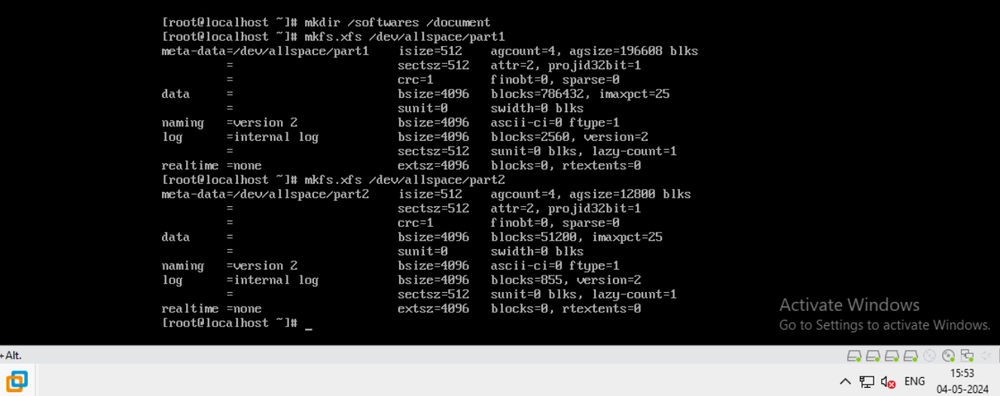 [root@localhost ~]# mkdir /softwares /document
[root@localhost ~]# mkfs.xfs /dev/allspace/part1
meta-data=/dev/allspace/part1    isize=512    agcount=4, agsize=196608 blks
         =                       sectsz=512   attr=2, projid32bit=1
         =                       crc=1        finobt=0, sparse=0
data     =                       bsize=4096   blocks=786432, imaxpct=25
         =                       sunit=0      swidth=0 blks
naming   =version 2              bsize=4096   ascii-ci=0 ftype=1
log      =internal log           bsize=4096   blocks=2560, version=2
         =                       sectsz=512   sunit=0 blks, lazy-count=1
realtime =none                   extsz=4096   blocks=0, rtextents=0
[root@localhost ~]# mkfs.xfs /dev/allspace/part2
meta-data=/dev/allspace/part2    isize=512    agcount=4, agsize=12800 blks
         =                       sectsz=512   attr=2, projid32bit=1
         =                       crc=1        finobt=0, sparse=0
data     =                       bsize=4096   blocks=51200, imaxpct=25
         =                       sunit=0      swidth=0 blks
naming   =version 2              bsize=4096   ascii-ci=0 ftype=1
log      =internal log           bsize=4096   blocks=855, version=2
         =                       sectsz=512   sunit=0 blks, lazy-count=1
realtime =none                   extsz=4096   blocks=0, rtextents=0
[root@localhost ~]# _
Activate Windows
Go to Settings to activate Windows.
+Alt.
ENG
15:53
04-05-2024